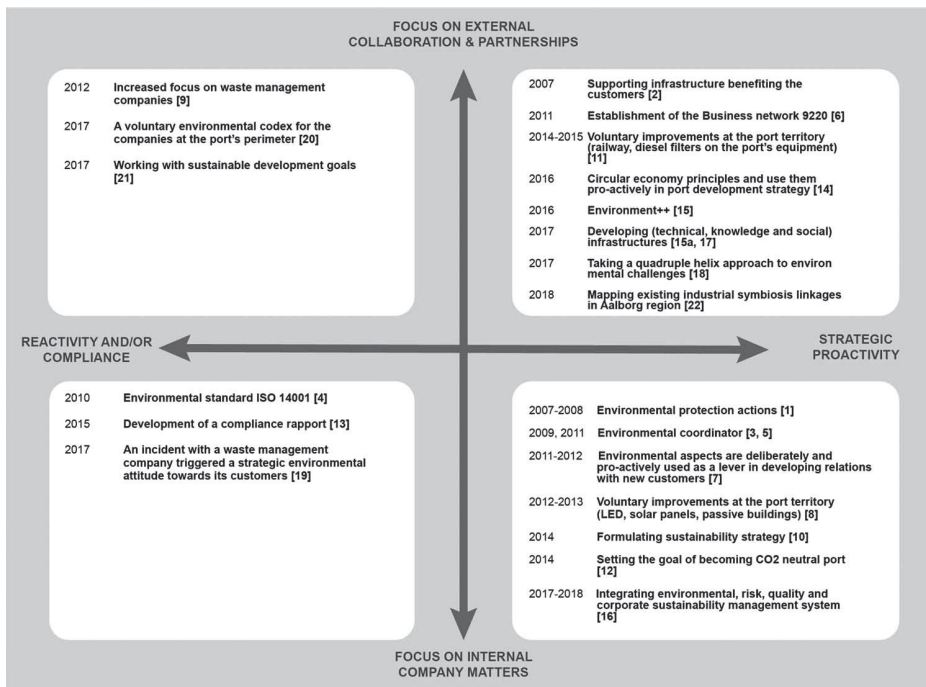 FOCUS ON EXTERNAL
COLLABORATION & PARTNERSHIPS
2012 Increased focus on waste management
companies [9]
2017 A voluntary environmental codex for the
companies at the port's perimeter [20]
2017 Working with sustainable development goals
[21]
2007 Supporting infrastructure benefiting the
customers [2]
2011 Establishment of the Business network 9220 [6]
2014-2015 Voluntary improvements at the port territory
(railway, diesel filters on the port's equipment)
[11]
2016 Circular economy principles and use them
pro-actively in port development strategy [14]
2016 Environment++ [15]
2017 Developing (technical, knowledge and social)
infrastructures [15a, 17]
2017 Taking a quadruple helix approach to environ
mental challenges [18]
2018 Mapping existing industrial symbiosis linkages
in Aalborg region [22]
REACTIVITY AND/OR
COMPLIANCE
STRATEGIC
PROACTIVITY
2010 Environmental standard ISO 14001 [4]
2015 Development of a compliance rapport [13]
2017 An incident with a waste management
company triggered a strategic environmental
attitude towards its customers [19]
2007-2008 Environmental protection actions [1]
2009, 2011 Environmental coordinator [3, 5]
2011-2012 Environmental aspects are deliberately and
pro-actively used as a lever in developing relations
with new customers [7]
2012-2013 Voluntary improvements at the port territory
(LED, solar panels, passive buildings) [8]
2014 Formulating sustainability strategy [10]
2014 Setting the goal of becoming CO2 neutral port
[12]
2017-2018 Integrating environmental, risk, quality and
corporate sustainability management system
[16]
FOCUS ON INTERNAL
COMPANY MATTERS